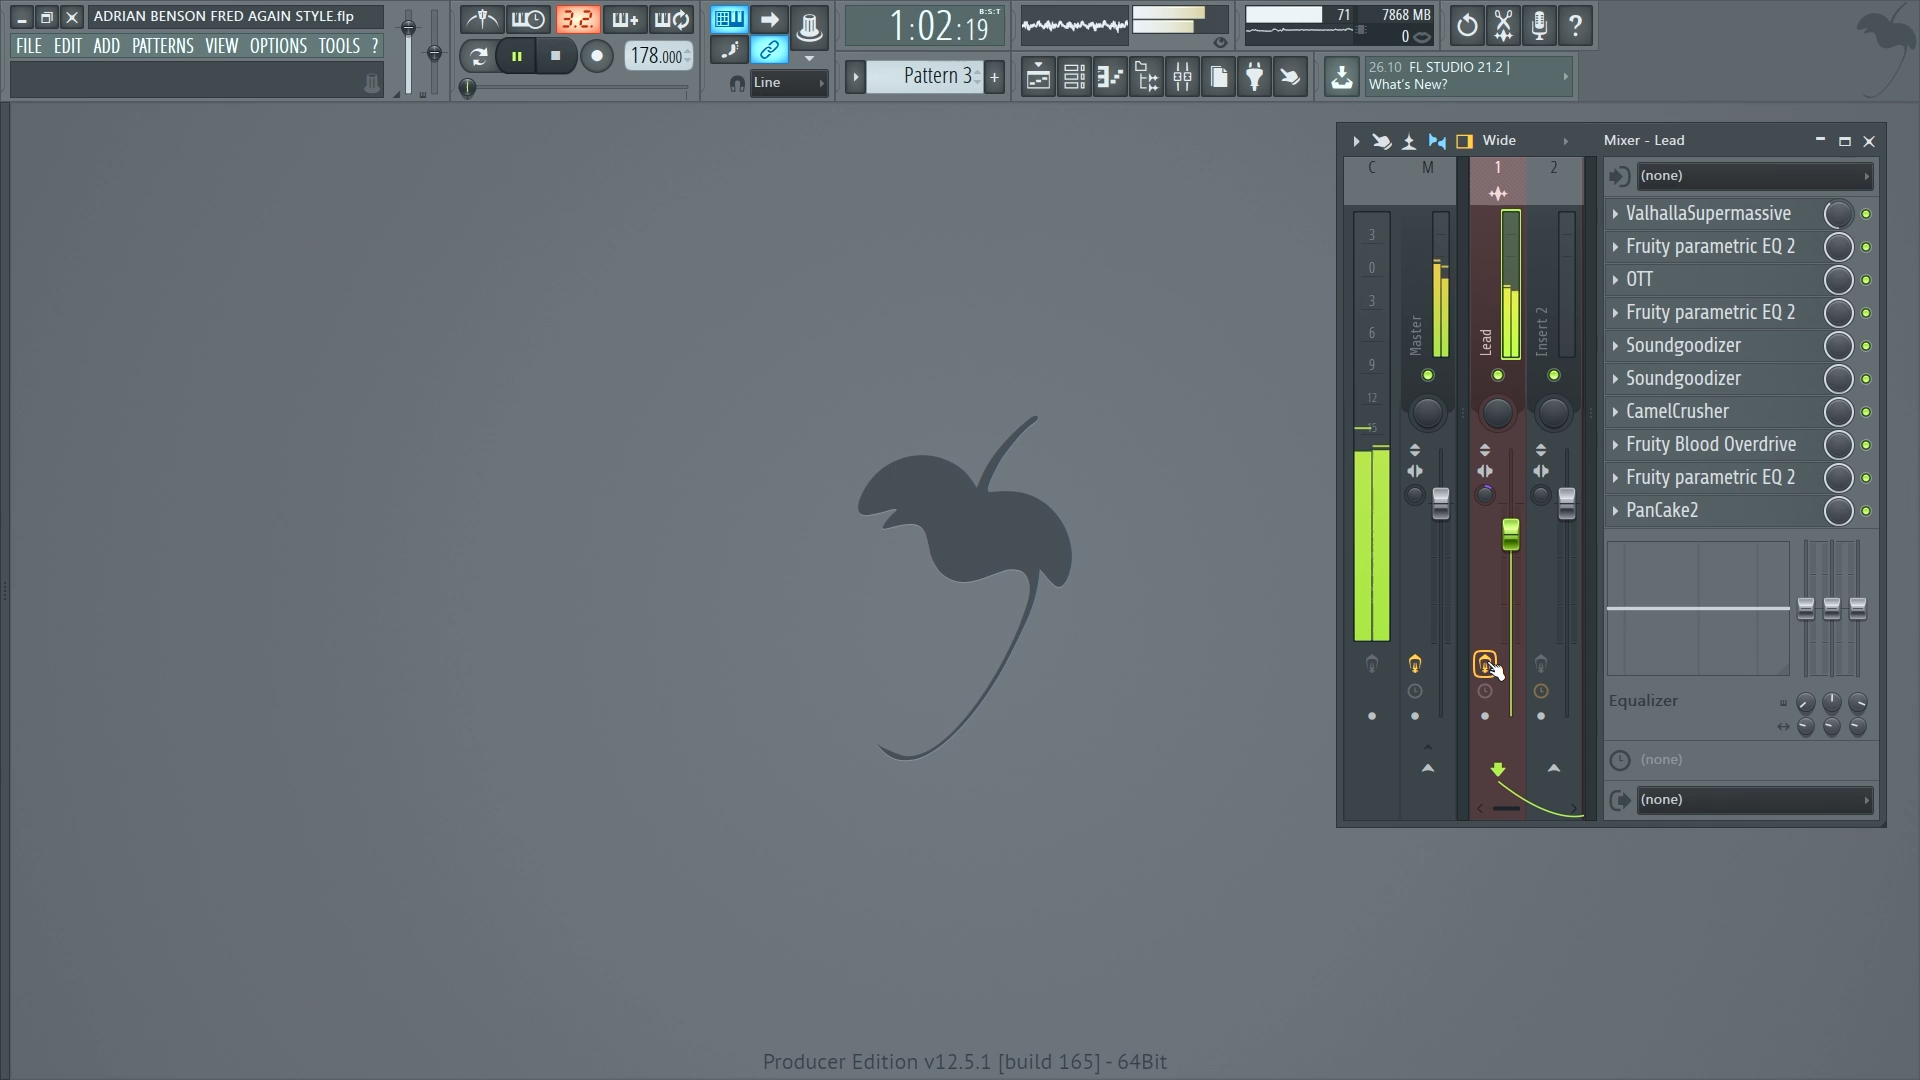 ADRIAN BENSON FRED AGAIN STYLE.flp
FILE EDIT ADD PATTERNS VIEW OPTIONS TOOLS ?
3.2.
178.000
Line
1:02:19
B:S:T
Pattern 3
+
71
7868 MB
0
?
26.10 FL STUDIO 21.2 |
What's New?
Wide
Mixer - Lead
C
M
1
2
3
0
3
6
9
12
15
Master
Lead
Insert 2
(none)
ValhallaSupermassive
Fruity parametric EQ 2
OTT
Fruity parametric EQ 2
Soundgoodizer
Soundgoodizer
CamelCrusher
Fruity Blood Overdrive
Fruity parametric EQ 2
PanCake2
Equalizer
(none)
(none)
Producer Edition v12.5.1 [build 165] - 64Bit